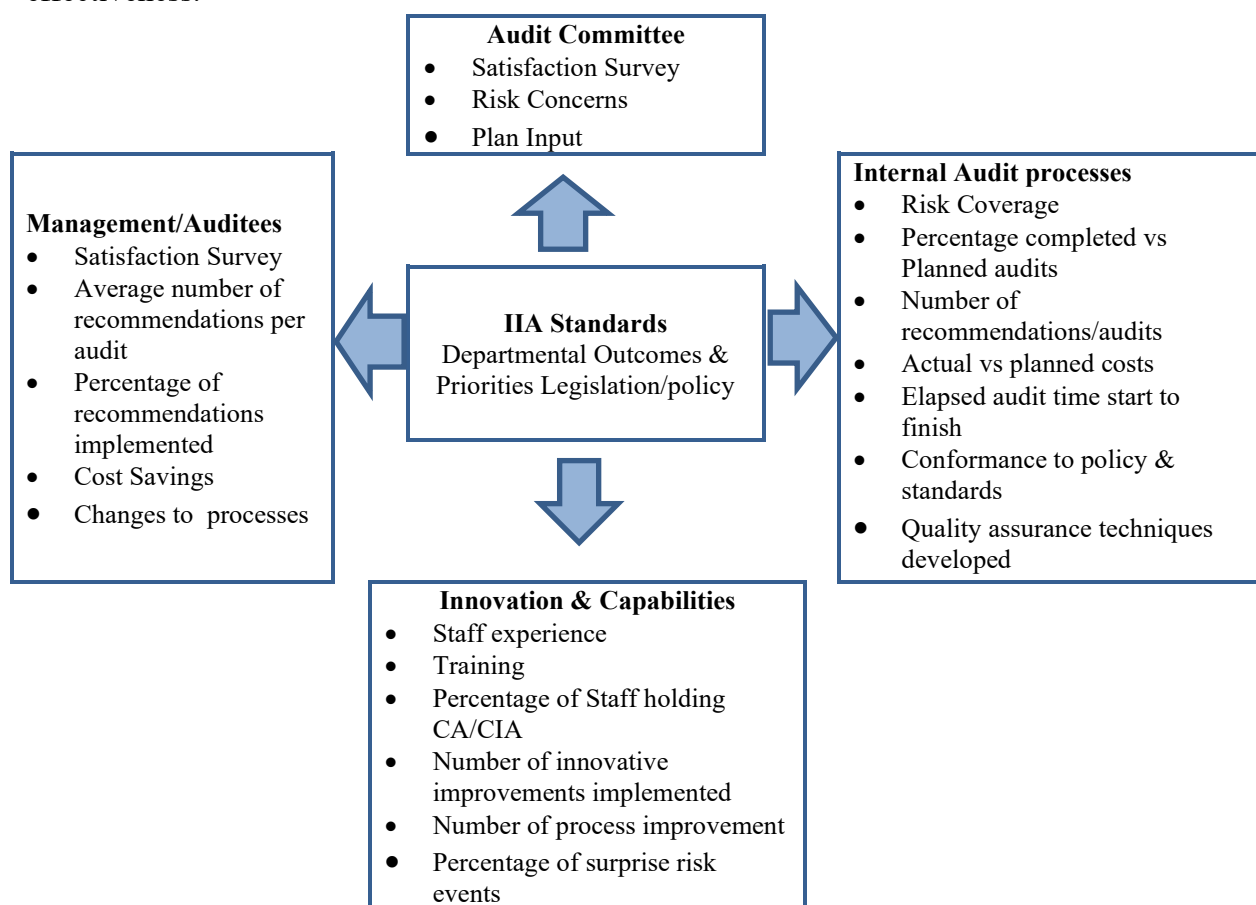 effectiveness.
Audit Committee
• Satisfaction Survey
• Risk Concerns
• Plan Input
Management/Auditees
• Satisfaction Survey
• Average number of
recommendations per
audit
• Percentage of
recommendations
implemented
• Cost Savings
• Changes to processes
IIA Standards
Departmental Outcomes &
Priorities Legislation/policy
Internal Audit processes
• Risk Coverage
• Percentage completed vs
Planned audits
• Number of
recommendations/audits
• Actual vs planned costs
• Elapsed audit time start to
finish
• Conformance to policy &
standards
• Quality assurance techniques
developed
Innovation & Capabilities
• Staff experience
• Training
• Percentage of Staff holding
CA/CIA
• Number of innovative
improvements implemented
• Number of process improvement
• Percentage of surprise risk
events